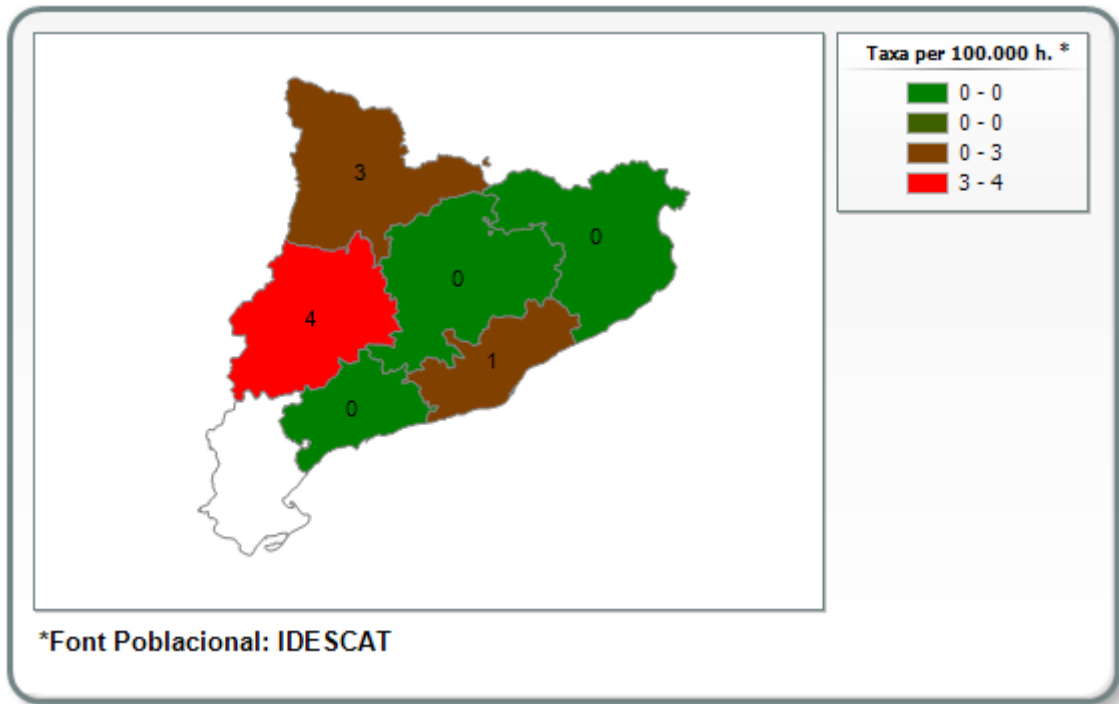 Taxa per 100.000 h. *
0 - 0
0 - 0
0 - 3
3 - 4
3
0
0
4
1
0
*Font Poblacional: IDESCAT